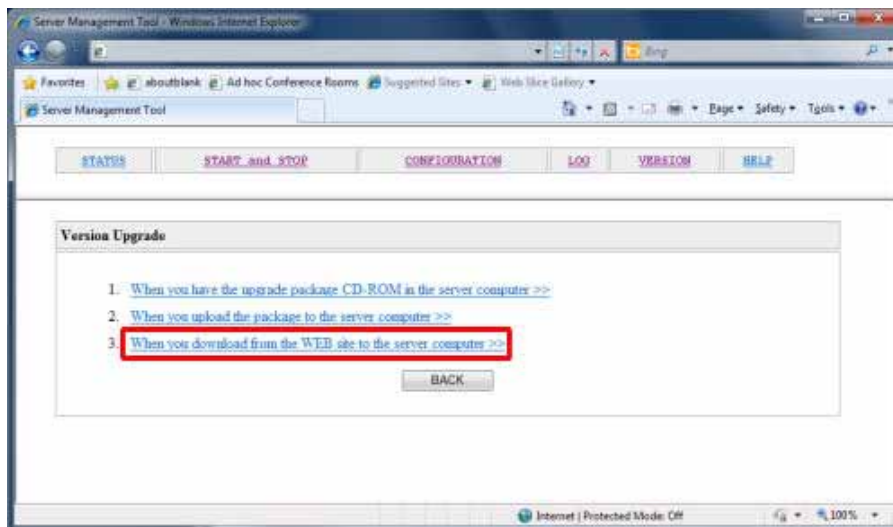 Server Management Tool - Windows Internet Explorer
Bing
Favorites aboutblank Ad hoc Conference Rooms Suggested Sites Web Slice Gallery
Server Management Tool Page Safety Tools
STATUS START and STOP CONFIGURATION LOG VERSION HELP
Version Upgrade
1. When you have the upgrade package CD-ROM in the server computer >>
2. When you upload the package to the server computer >>
3. When you download from the WEB site to the server computer >>
BACK
Internet | Protected Mode: Off 100%